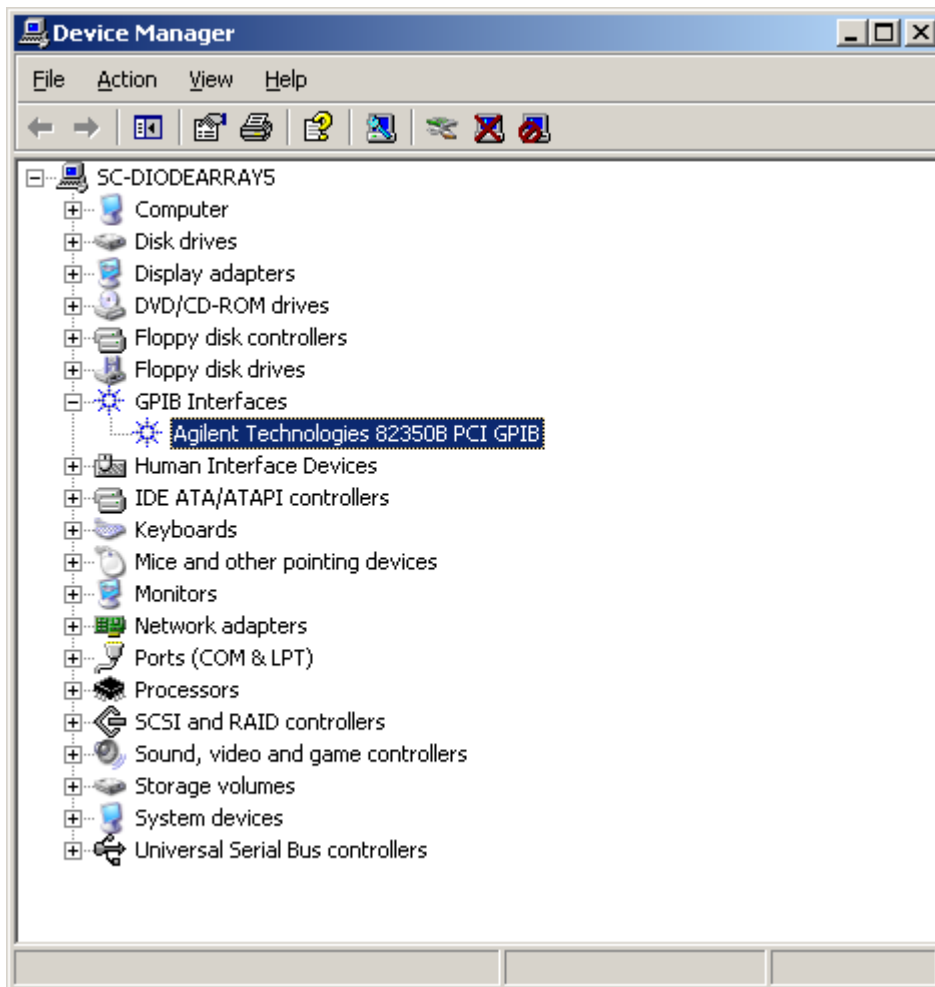 Device Manager
File Action View Help
SC-DIODEARRAY5
Computer
Disk drives
Display adapters
DVD/CD-ROM drives
Floppy disk controllers
Floppy disk drives
GPIB Interfaces
Agilent Technologies 82350B PCI GPIB
Human Interface Devices
IDE ATA/ATAPI controllers
Keyboards
Mice and other pointing devices
Monitors
Network adapters
Ports (COM & LPT)
Processors
SCSI and RAID controllers
Sound, video and game controllers
Storage volumes
System devices
Universal Serial Bus controllers